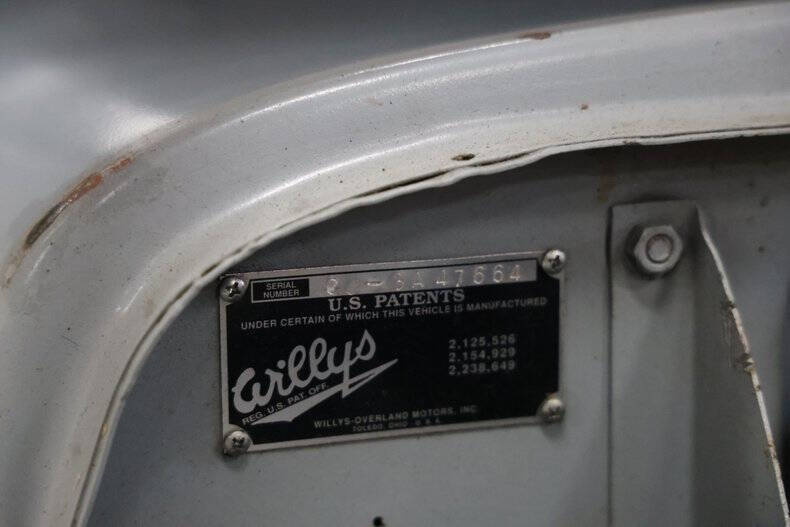 SERIAL
NUMBER
47664
U.S. PATENTS
UNDER CERTAIN OF WHICH THIS VEHICLE IS MANUFACTURED
Willys
REG. U.S. PAT. OFF.
2,125,526
2,154,929
2,238,649
WILLYS-OVERLAND MOTORS, INC.
TOLEDO, OHIO - U.S.A.